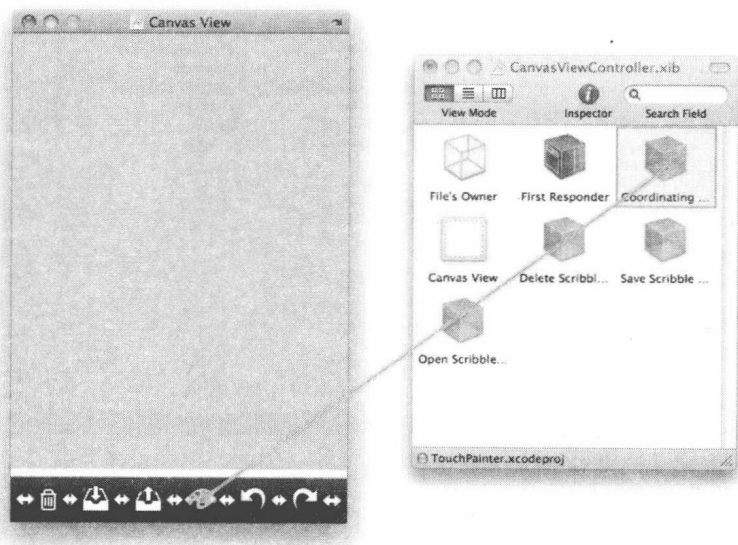 Canvas View
CanvasViewController.xib
View Mode
Inspector
Search Field
File's Owner
First Responder
Coordinating ...
Canvas View
Delete Scribbl...
Save Scribble ...
Open Scribble...
TouchPainter.xcodeproj